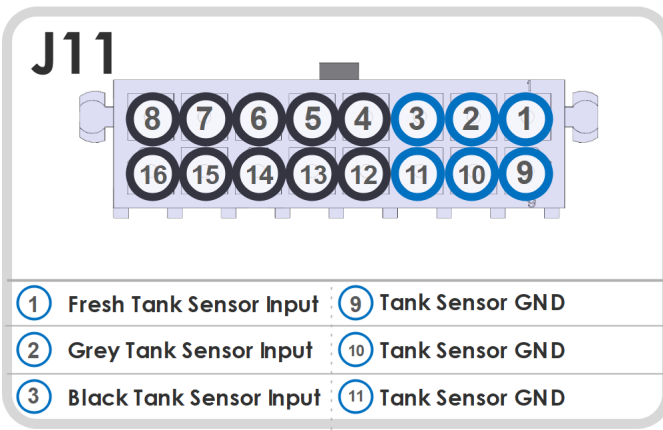 J11
8 7 6 5 4 3 2 1
16 15 14 13 12 11 10 9
1 Fresh Tank Sensor Input 9 Tank Sensor GND
2 Grey Tank Sensor Input 10 Tank Sensor GND
3 Black Tank Sensor Input 11 Tank Sensor GND